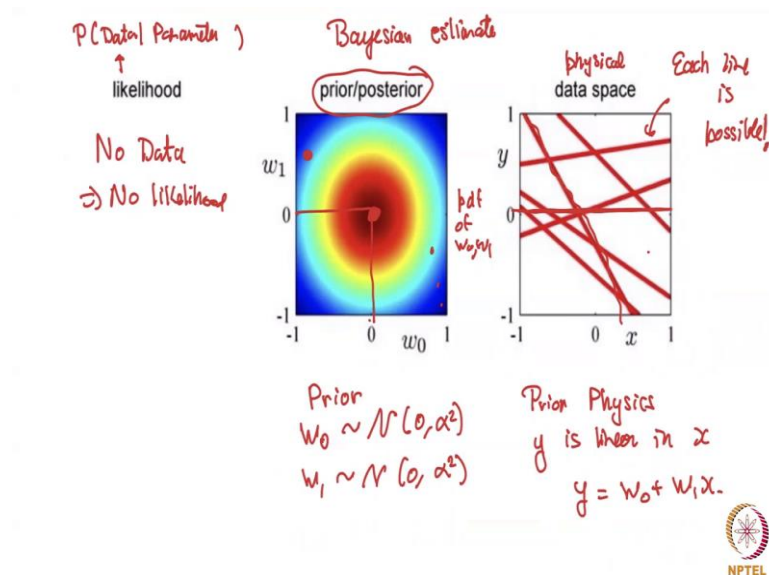 P(Data| Parameter )
Bayesian estimate
likelihood
prior/posterior
physical
data space
Each line
is
possible!
No Data
⇒ No likelihood
1
w1
0
-1
-1
0
w0
1
pdf
of
w0,w1
1
y
0
-1
-1
0
x
1
Prior
w0 ~ N(0, α²)
w1 ~ N(0, α²)
Prior Physics
y is linear in x
y = w0 + w1x.
NPTEL